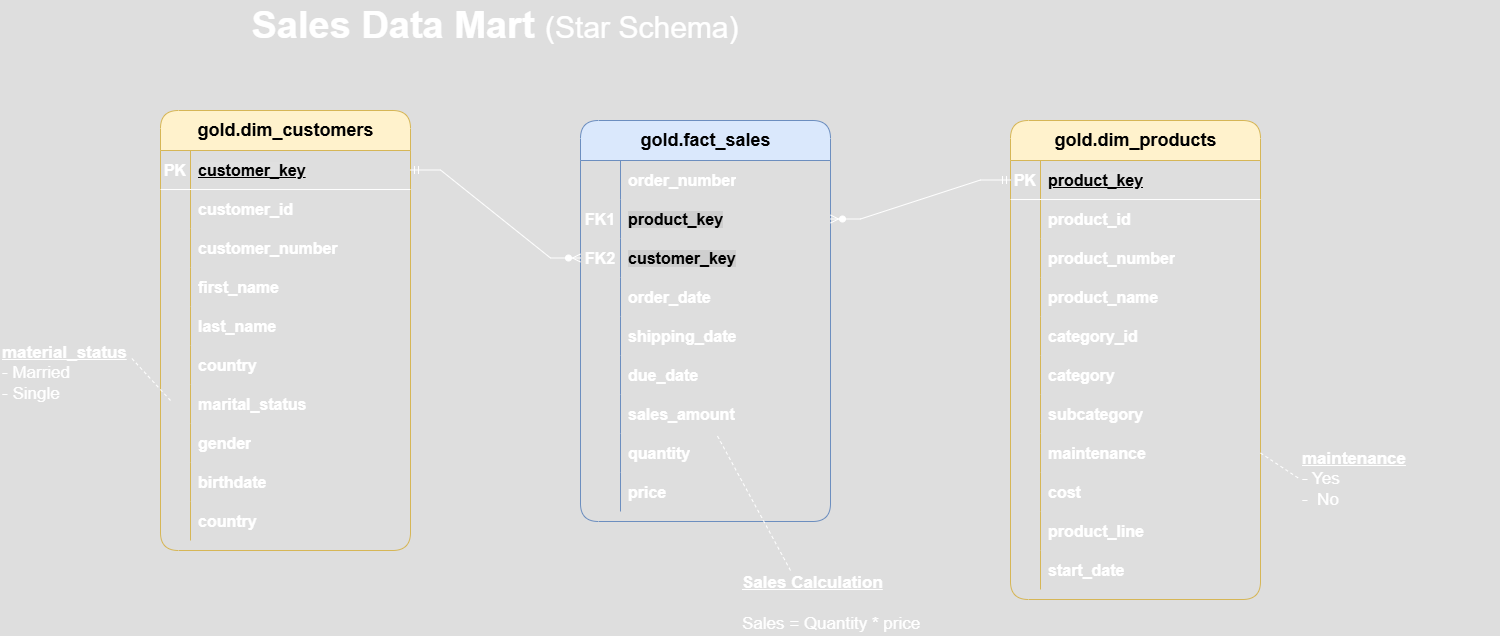 Sales Data Mart (Star Schema)
gold.dim_customers
PK customer_key
customer_id
customer_number
first_name
last_name
country
marital_status
gender
birthdate
country
material_status
- Married
- Single
gold.fact_sales
order_number
FK1 product_key
FK2 customer_key
order_date
shipping_date
due_date
sales_amount
quantity
price
Sales Calculation
Sales = Quantity * price
gold.dim_products
PK product_key
product_id
product_number
product_name
category_id
category
subcategory
maintenance
cost
product_line
start_date
maintenance
- Yes
- No